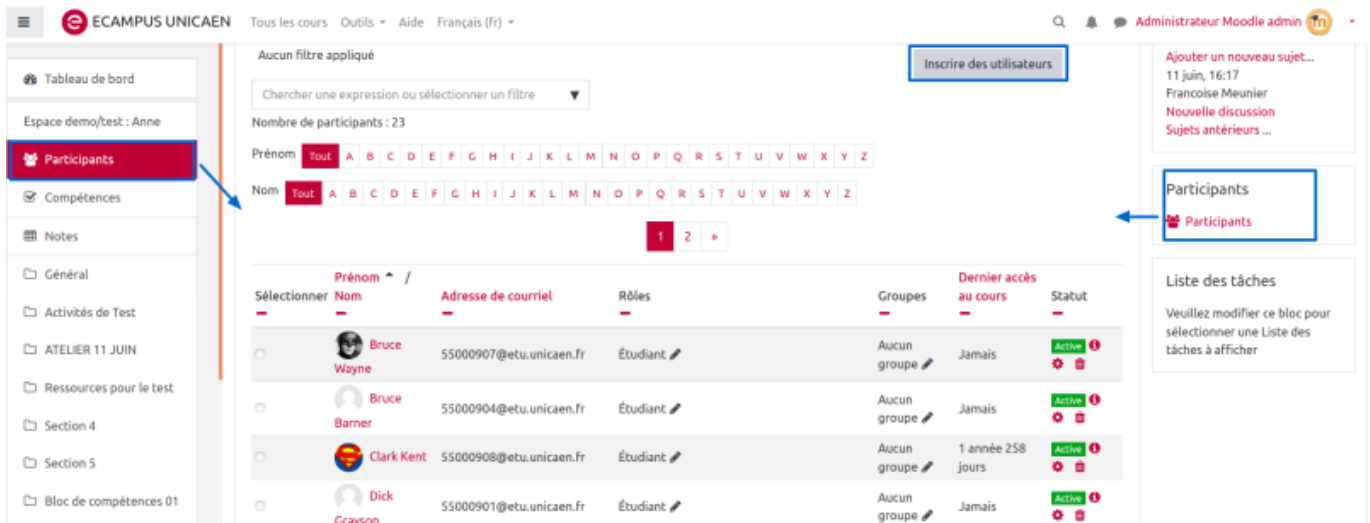 ECAMPUS UNICAEN Tous les cours Outils Aide Français (fr) Administrateur Moodle admin
Tableau de bord
Espace demo/test : Anne
Participants
Compétences
Notes
Général
Activités de Test
ATELIER 11 JUIN
Ressources pour le test
Section 4
Section 5
Bloc de compétences 01
Aucun filtre appliqué
Inscrire des utilisateurs
Chercher une expression ou sélectionner un filtre ▼
Nombre de participants : 23
Prénom Tout A B C D E F G H I J K L M N O P Q R S T U V W X Y Z
Nom Tout A B C D E F G H I J K L M N O P Q R S T U V W X Y Z
1 2 »
Sélectionner Prénom / Nom Adresse de courriel Rôles Groupes Dernier accès au cours Statut
Bruce Wayne 55000907@etu.unicaen.fr Étudiant Aucun groupe Jamais Active
Bruce Barner 55000904@etu.unicaen.fr Étudiant Aucun groupe Jamais Active
Clark Kent 55000908@etu.unicaen.fr Étudiant Aucun groupe 1 année 258 jours Active
Dick Grayson 55000901@etu.unicaen.fr Étudiant Aucun groupe Jamais Active
Ajouter un nouveau sujet...
11 juin, 16:17
Francoise Meunier
Nouvelle discussion
Sujets antérieurs ...
Participants
Participants
Liste des tâches
Veuillez modifier ce bloc pour
sélectionner une Liste des
tâches à afficher